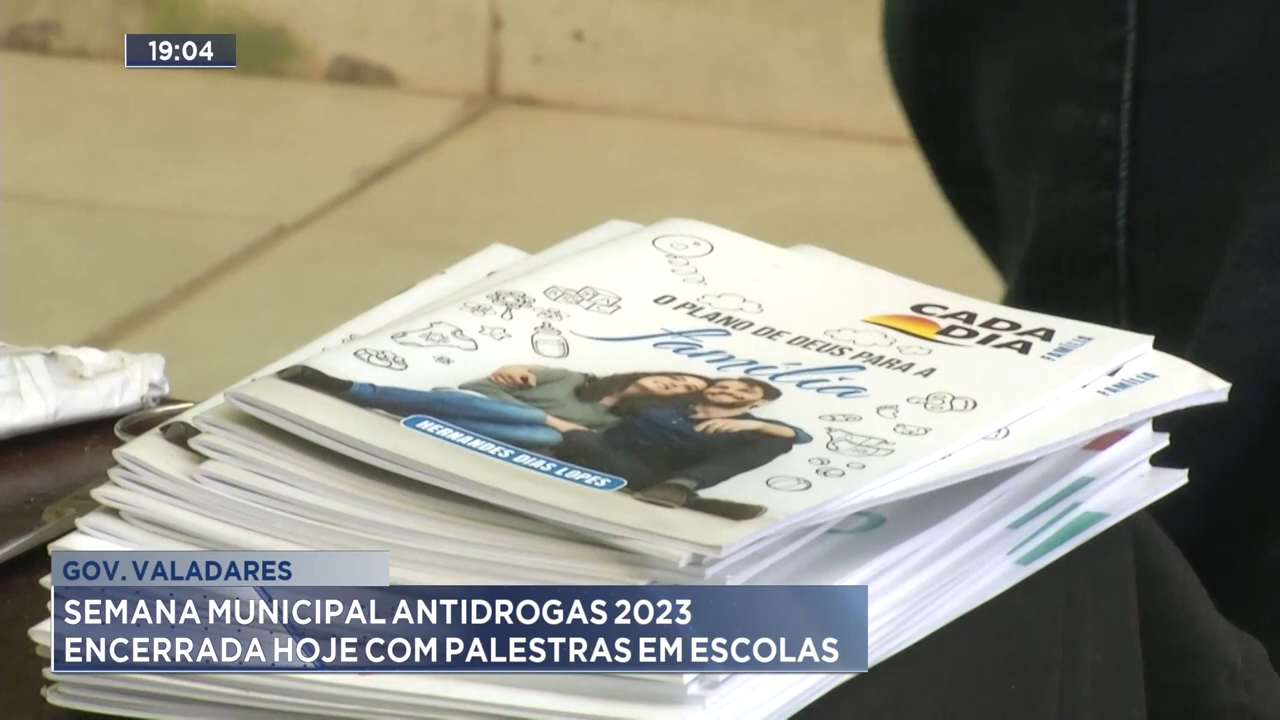 19:04
O PLANO DE DEUS PARA A
família
CADA
DIA
FAMÍLIA
HERNANDES DIAS LOPES
FAMÍLIA
GOV. VALADARES
SEMANA MUNICIPAL ANTIDROGAS 2023
ENCERRADA HOJE COM PALESTRAS EM ESCOLAS